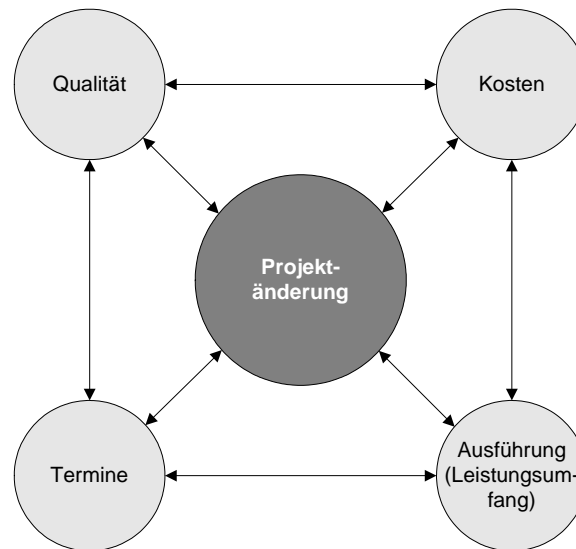 Qualität
Kosten
Projekt-
änderung
Termine
Ausführung
(Leistungsum-
fang)